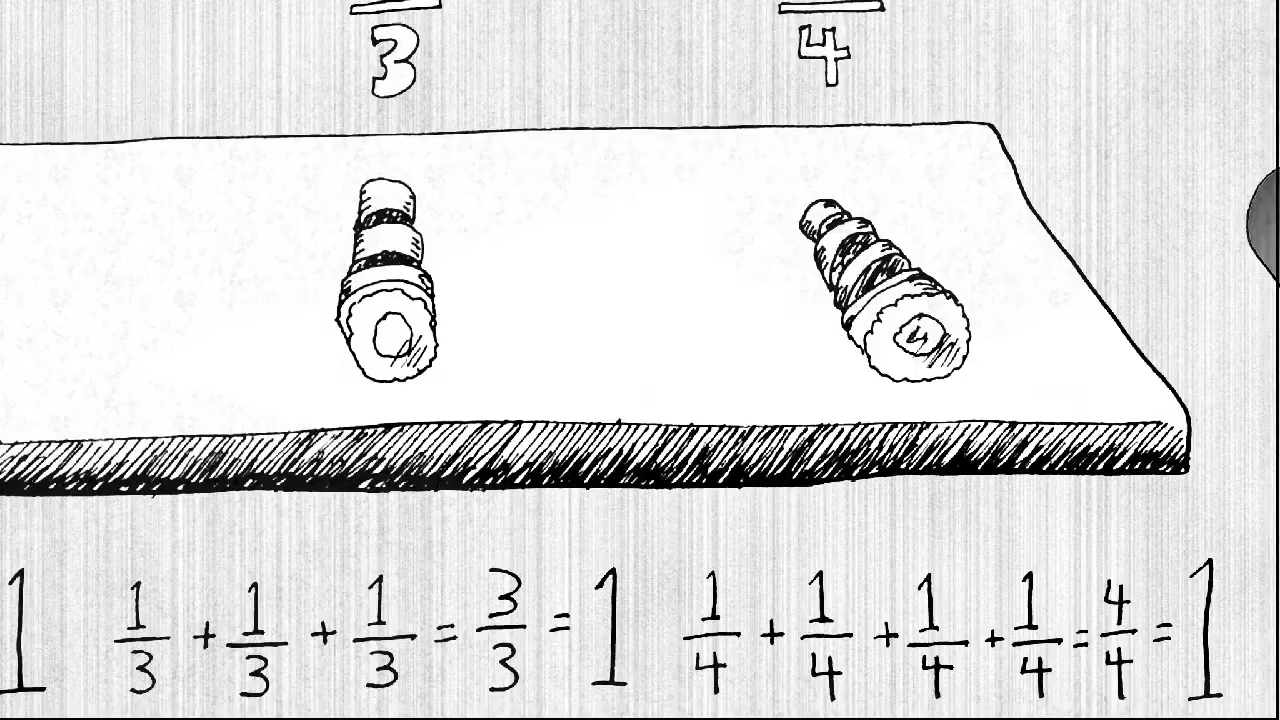 3 4
1 1/3 + 1/3 + 1/3 = 3/3 = 1 1/4 + 1/4 + 1/4 + 1/4 = 4/4 = 1